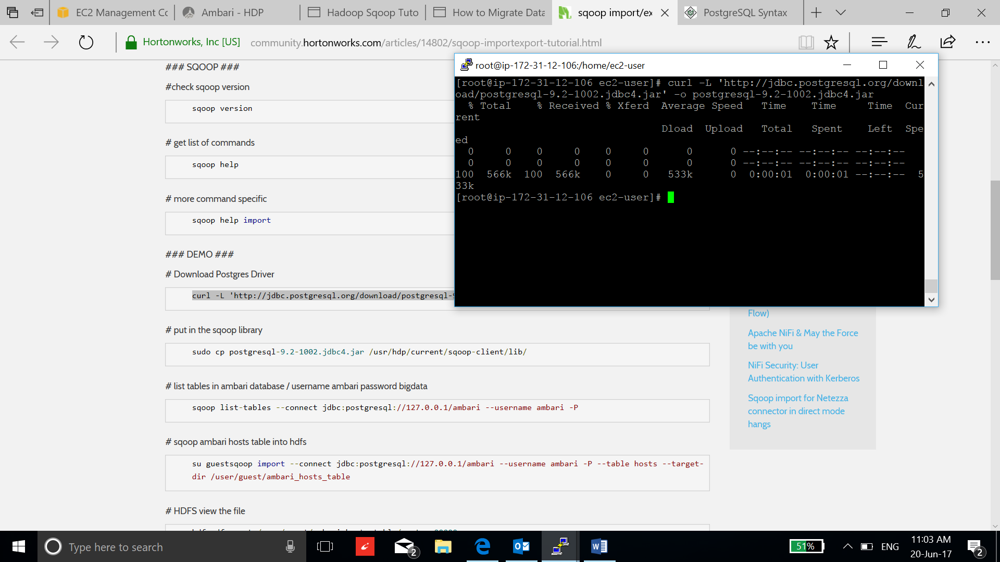 EC2 Management Co
Ambari - HDP
Hadoop Sqoop Tuto
How to Migrate Data
sqoop import/ex
PostgreSQL Syntax
Hortonworks, Inc [US]
community.hortonworks.com/articles/14802/sqoop-importexport-tutorial.html
### SQOOP ###
#check sqoop version
sqoop version
# get list of commands
sqoop help
# more command specific
sqoop help import
### DEMO ###
# Download Postgres Driver
curl -L 'http://jdbc.postgresql.org/download/postgresql-9
# put in the sqoop library
sudo cp postgresql-9.2-1002.jdbc4.jar /usr/hdp/current/sqoop-client/lib/
# list tables in ambari database / username ambari password bigdata
sqoop list-tables --connect jdbc:postgresql://127.0.0.1/ambari --username ambari -P
# sqoop ambari hosts table into hdfs
su guestsqoop import --connect jdbc:postgresql://127.0.0.1/ambari --username ambari -P --table hosts --target-
dir /user/guest/ambari_hosts_table
# HDFS view the file
root@ip-172-31-12-106:/home/ec2-user
[root@ip-172-31-12-106 ec2-user]# curl -L 'http://jdbc.postgresql.org/downl
oad/postgresql-9.2-1002.jdbc4.jar' -o postgresql-9.2-1002.jdbc4.jar
% Total % Received % Xferd Average Speed Time Time Time Cur
rent
Dload Upload Total Spent Left Spe
ed
0 0 0 0 0 0 0 0 --:--:-- --:--:-- --:--:--
0 0 0 0 0 0 0 0 --:--:-- --:--:-- --:--:--
100 566k 100 566k 0 0 533k 0 0:00:01 0:00:01 --:--:-- 5
33k
[root@ip-172-31-12-106 ec2-user]#
Flow)
Apache NiFi & May the Force
be with you
NiFi Security: User
Authentication with Kerberos
Sqoop import for Netezza
connector in direct mode
hangs
Type here to search
2
51%
ENG
11:03 AM
20-Jun-17
2